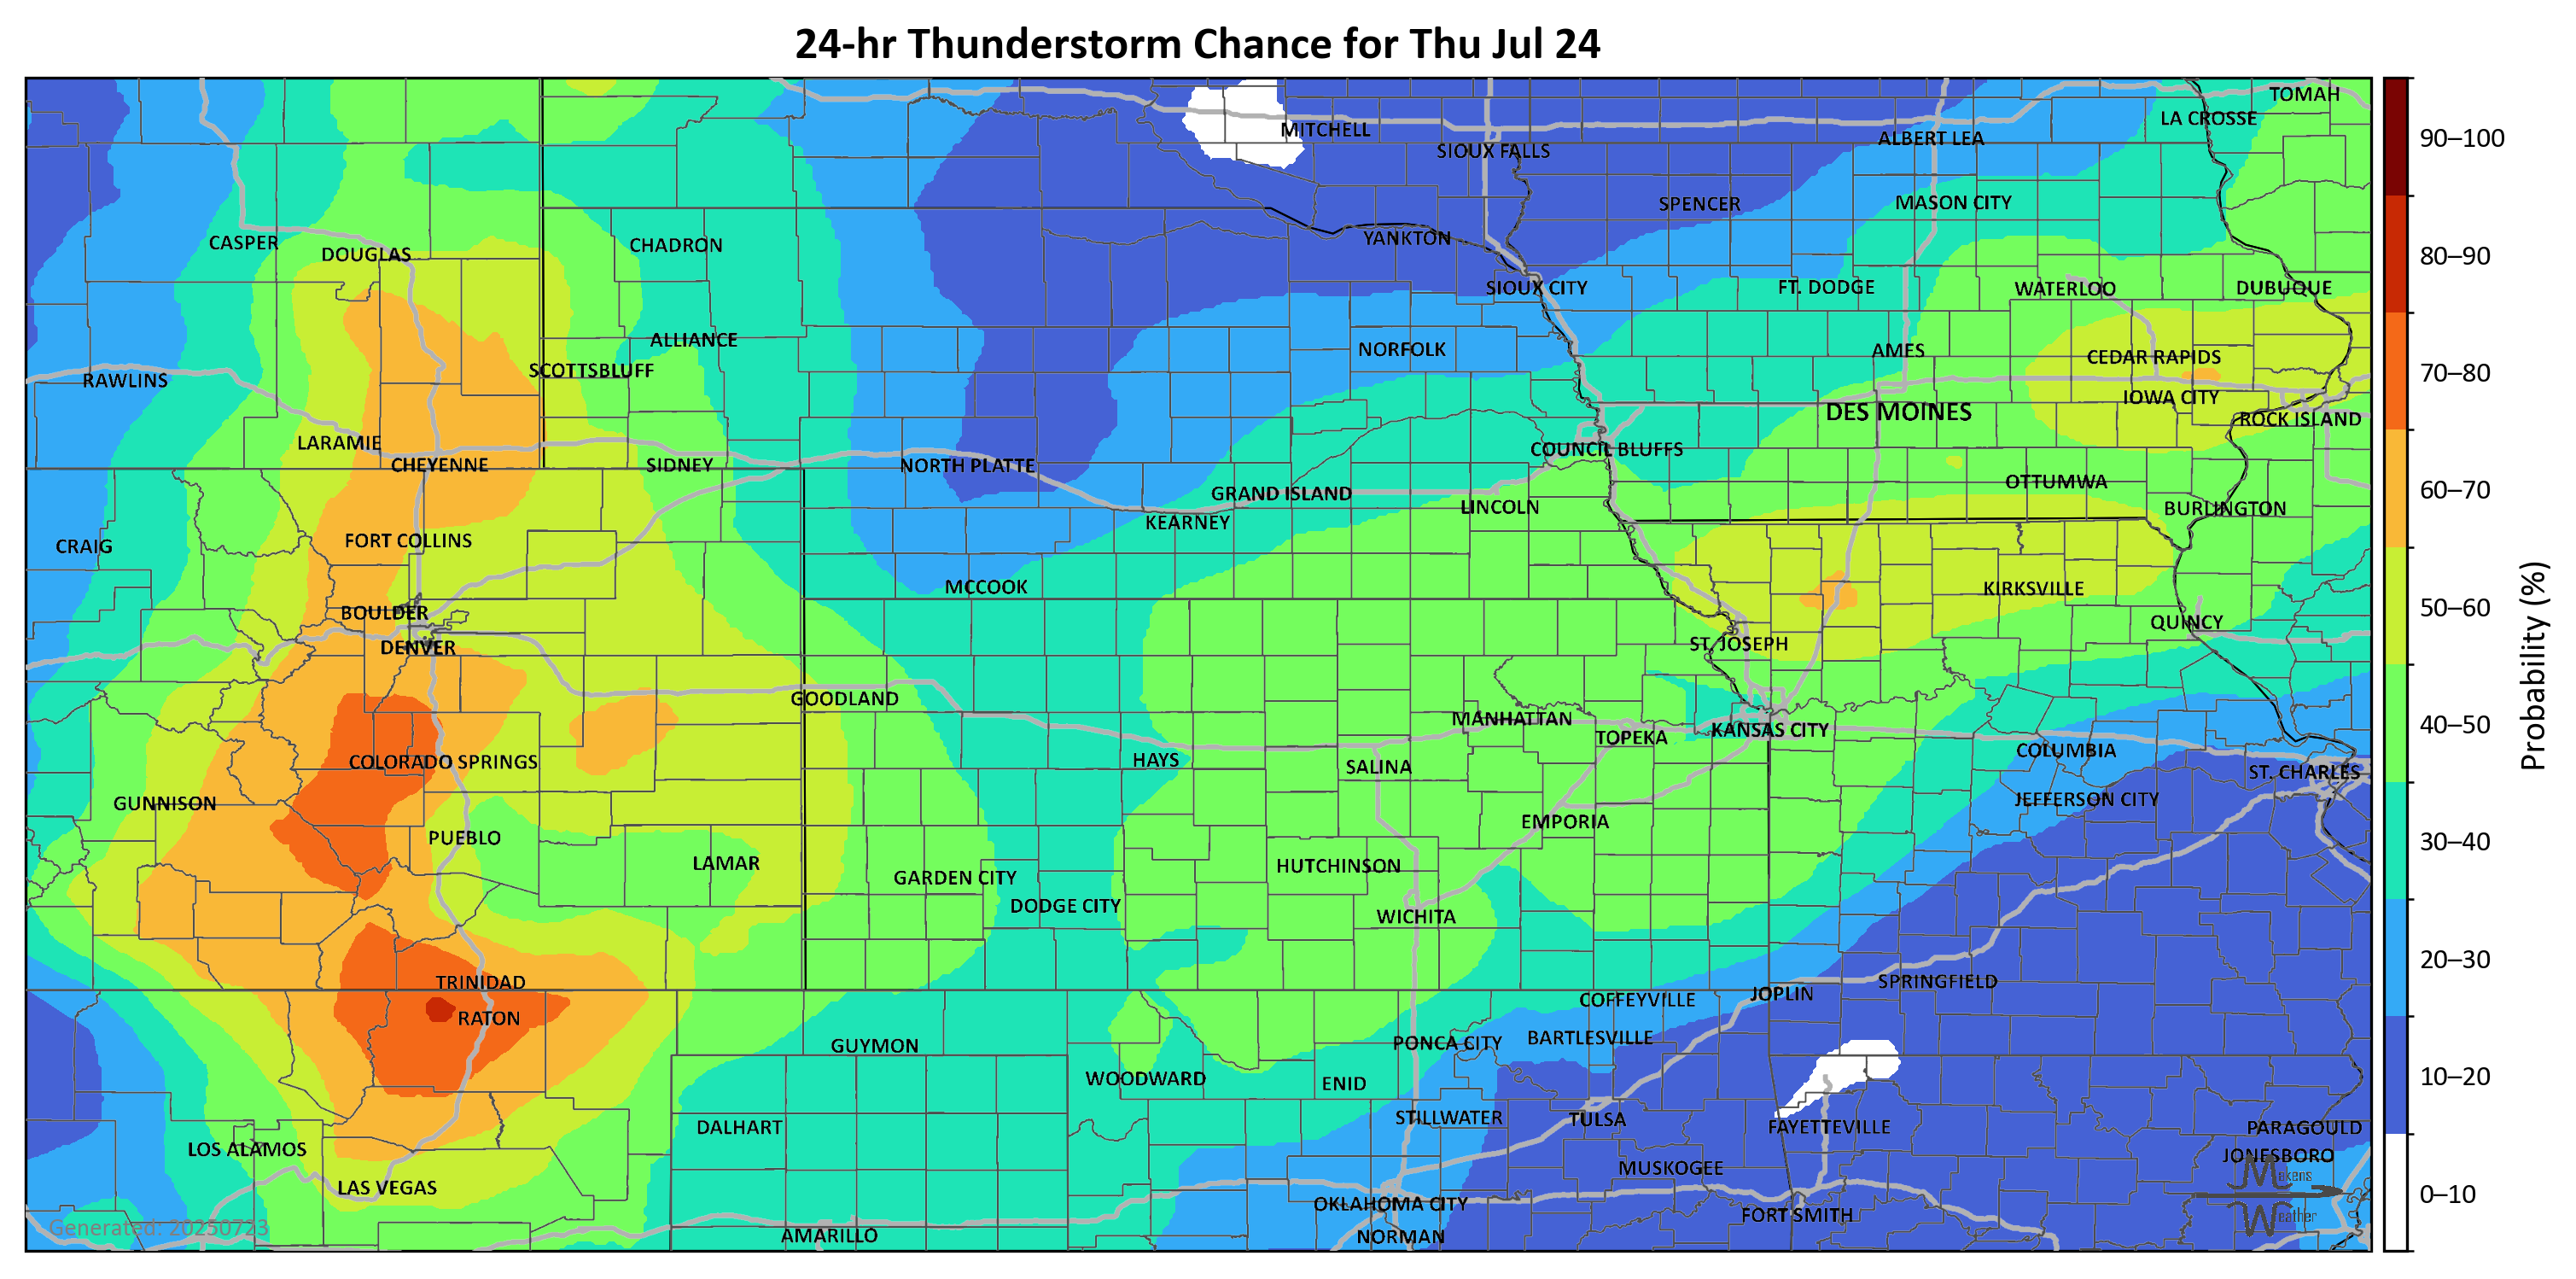 24-hr Thunderstorm Chance for Thu Jul 24
TOMAH
LA CROSSE
MITCHELL
ALBERT LEA
90–100
SIOUX FALLS
MASON CITY
SPENCER
CASPER
DOUGLAS
CHADRON
YANKTON
80–90
SIOUX CITY
FT. DODGE
WATERLOO
DUBUQUE
ALLIANCE
NORFOLK
AMES
CEDAR RAPIDS
RAWLINS
SCOTTSBLUFF
70–80
IOWA CITY
DES MOINES
ROCK ISLAND
LARAMIE
COUNCIL BLUFFS
CHEYENNE
SIDNEY
NORTH PLATTE
OTTUMWA
60–70
GRAND ISLAND
LINCOLN
BURLINGTON
KEARNEY
CRAIG
FORT COLLINS
MCCOOK
KIRKSVILLE
50–60
BOULDER
QUINCY
DENVER
ST. JOSEPH
Probability (%)
GOODLAND
MANHATTAN
TOPEKA
KANSAS CITY
40–50
COLUMBIA
COLORADO SPRINGS
HAYS
SALINA
ST. CHARLES
GUNNISON
JEFFERSON CITY
EMPORIA
PUEBLO
30–40
LAMAR
HUTCHINSON
GARDEN CITY
DODGE CITY
WICHITA
20–30
TRINIDAD
SPRINGFIELD
JOPLIN
COFFEYVILLE
RATON
BARTLESVILLE
PONCA CITY
GUYMON
WOODWARD
ENID
10–20
STILLWATER
TULSA
DALHART
FAYETTEVILLE
PARAGOULD
LOS ALAMOS
JONESBORO
MUSKOGEE
Makens
LAS VEGAS
0–10
OKLAHOMA CITY
FORT SMITH
Weather
Generated: 20250723
AMARILLO
NORMAN